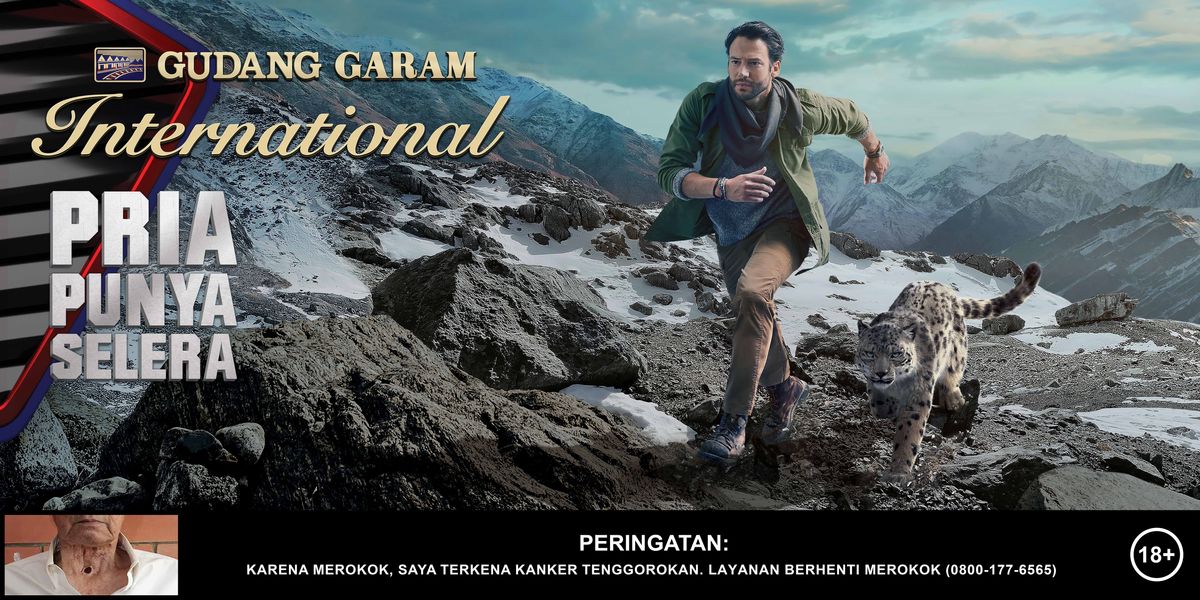 GUDANG GARAM
International
PRIA
PUNYA
SELERA
PERINGATAN:
KARENA MEROKOK, SAYA TERKENA KANKER TENGGOROKAN. LAYANAN BERHENTI MEROKOK (0800-177-6565)
18+